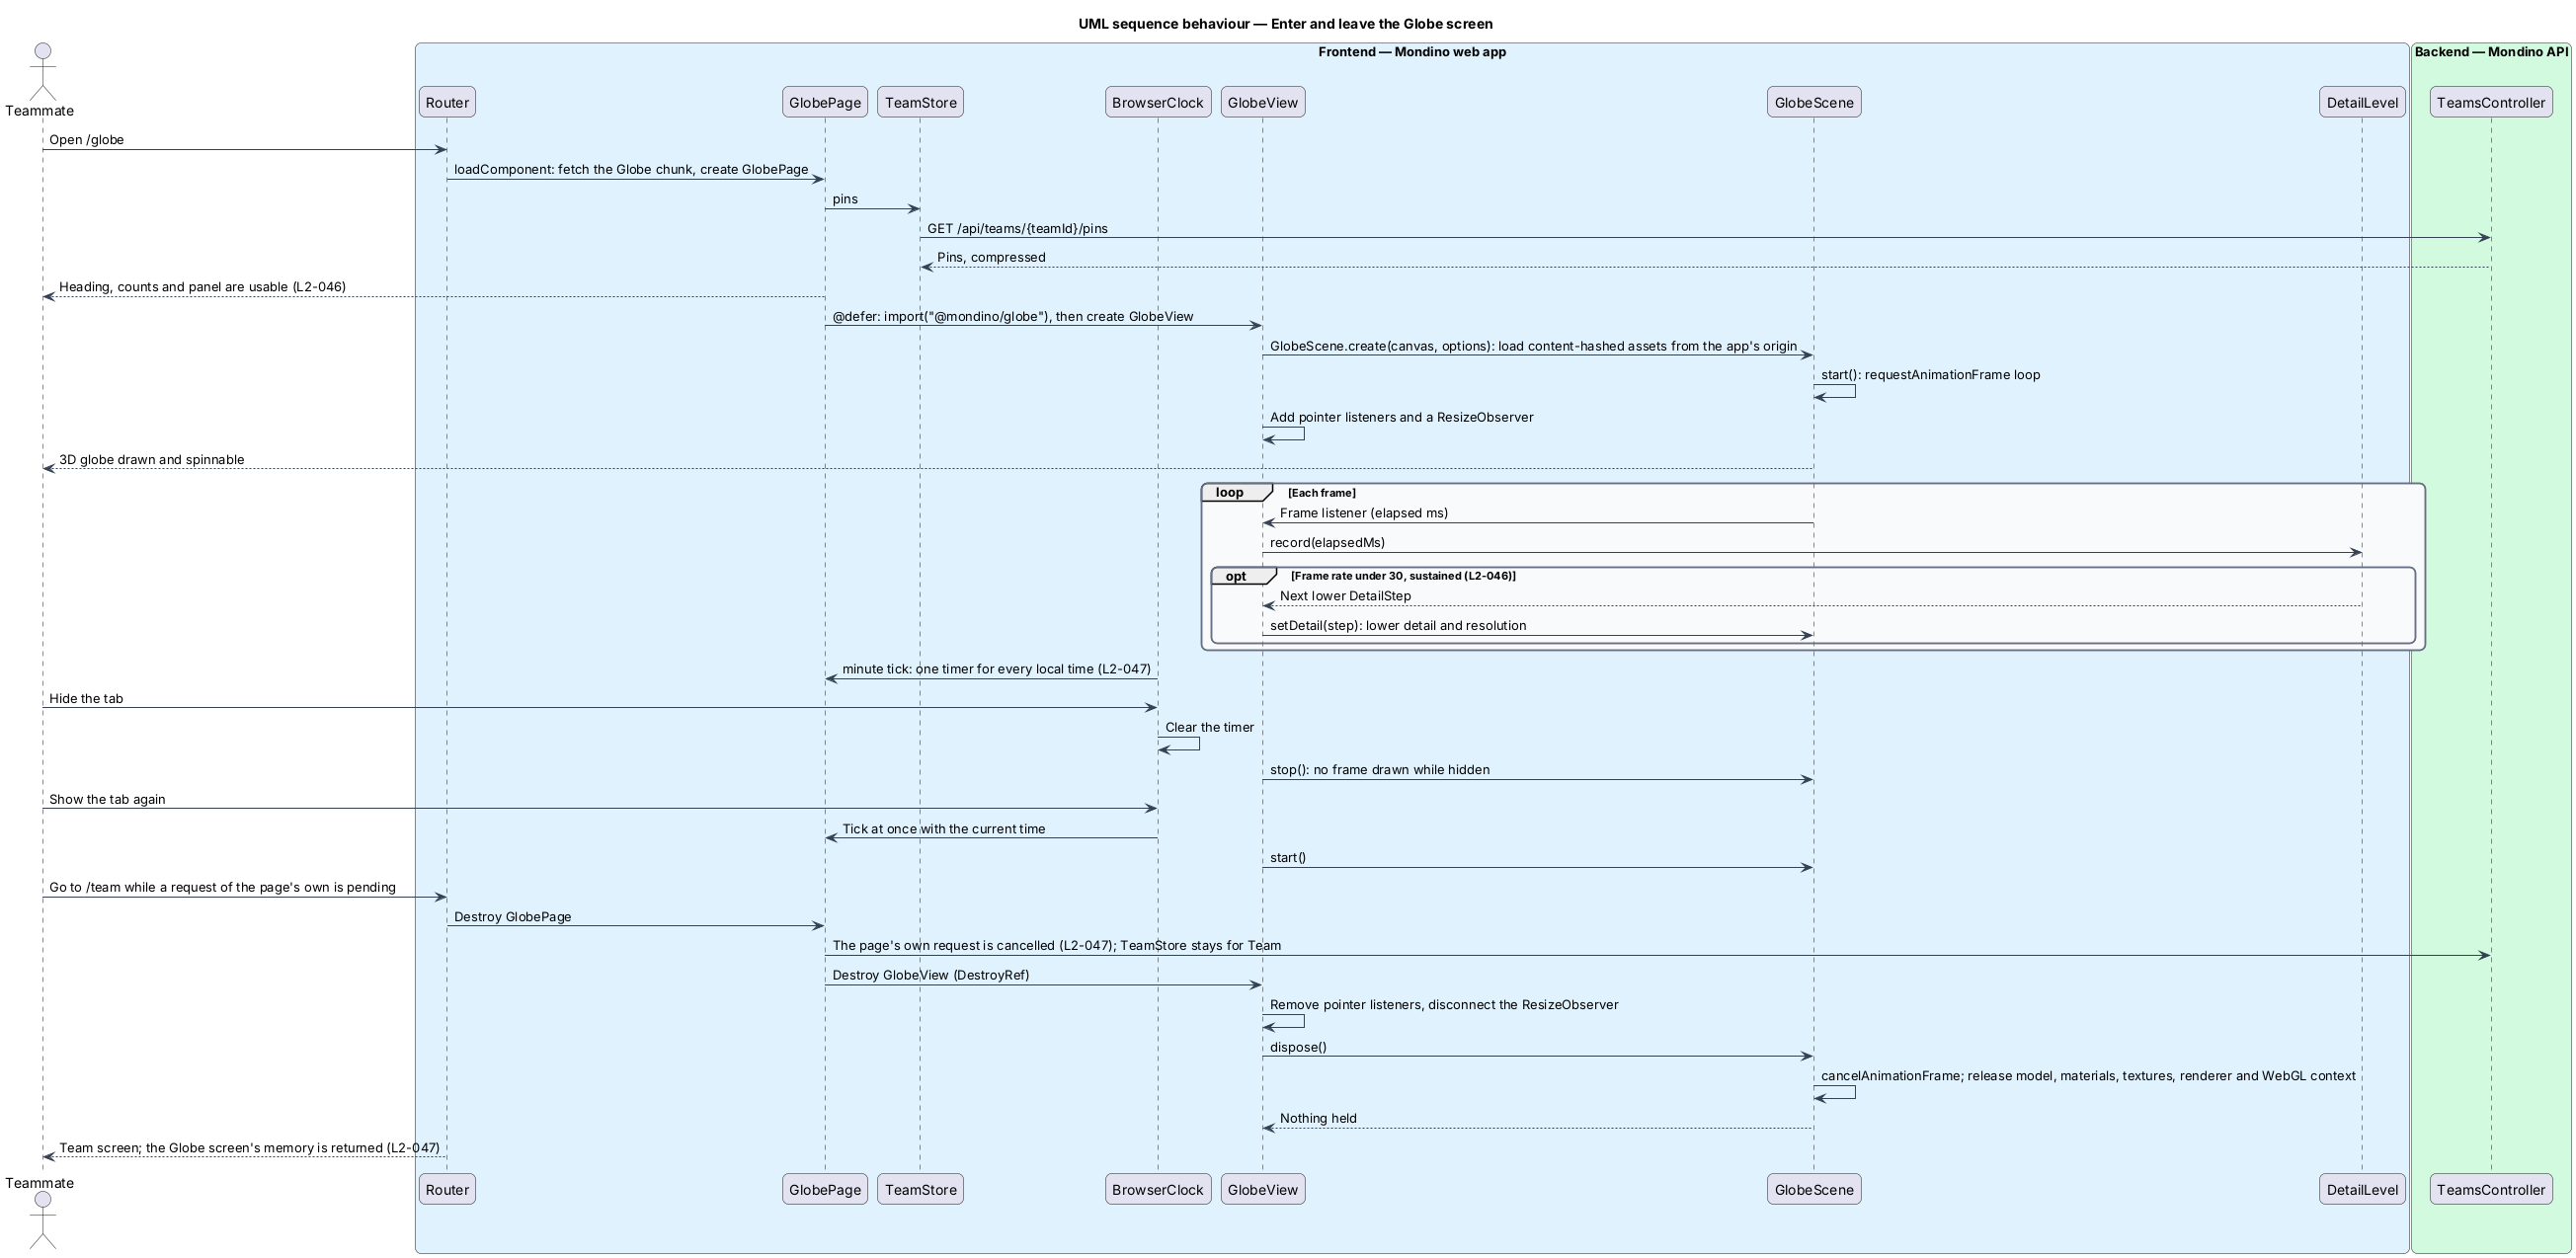 UML sequence behaviour — Enter and leave the Globe screen
Frontend — Mondino web app
Backend — Mondino API
Teammate
Router
GlobePage
TeamStore
BrowserClock
GlobeView
GlobeScene
DetailLevel
TeamsController
Open /globe
loadComponent: fetch the Globe chunk, create GlobePage
pins
GET /api/teams/{teamId}/pins
Pins, compressed
Heading, counts and panel are usable (L2-046)
@defer: import("@mondino/globe"), then create GlobeView
GlobeScene.create(canvas, options): load content-hashed assets from the app's origin
start(): requestAnimationFrame loop
Add pointer listeners and a ResizeObserver
3D globe drawn and spinnable
loop [Each frame]
Frame listener (elapsed ms)
record(elapsedMs)
opt [Frame rate under 30, sustained (L2-046)]
Next lower DetailStep
setDetail(step): lower detail and resolution
minute tick: one timer for every local time (L2-047)
Hide the tab
Clear the timer
stop(): no frame drawn while hidden
Show the tab again
Tick at once with the current time
start()
Go to /team while a request of the page's own is pending
Destroy GlobePage
The page's own request is cancelled (L2-047); TeamStore stays for Team
Destroy GlobeView (DestroyRef)
Remove pointer listeners, disconnect the ResizeObserver
dispose()
cancelAnimationFrame; release model, materials, textures, renderer and WebGL context
Nothing held
Team screen; the Globe screen's memory is returned (L2-047)
Teammate
Router
GlobePage
TeamStore
BrowserClock
GlobeView
GlobeScene
DetailLevel
TeamsController